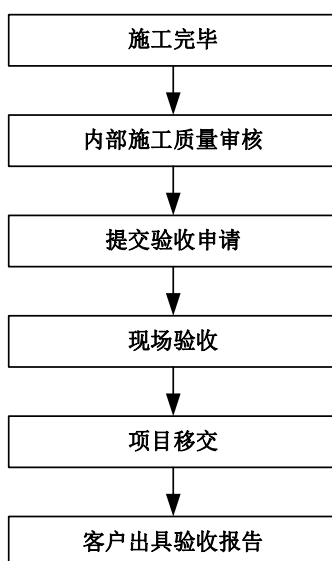 施工完毕
内部施工质量审核
提交验收申请
现场验收
项目移交
客户出具验收报告